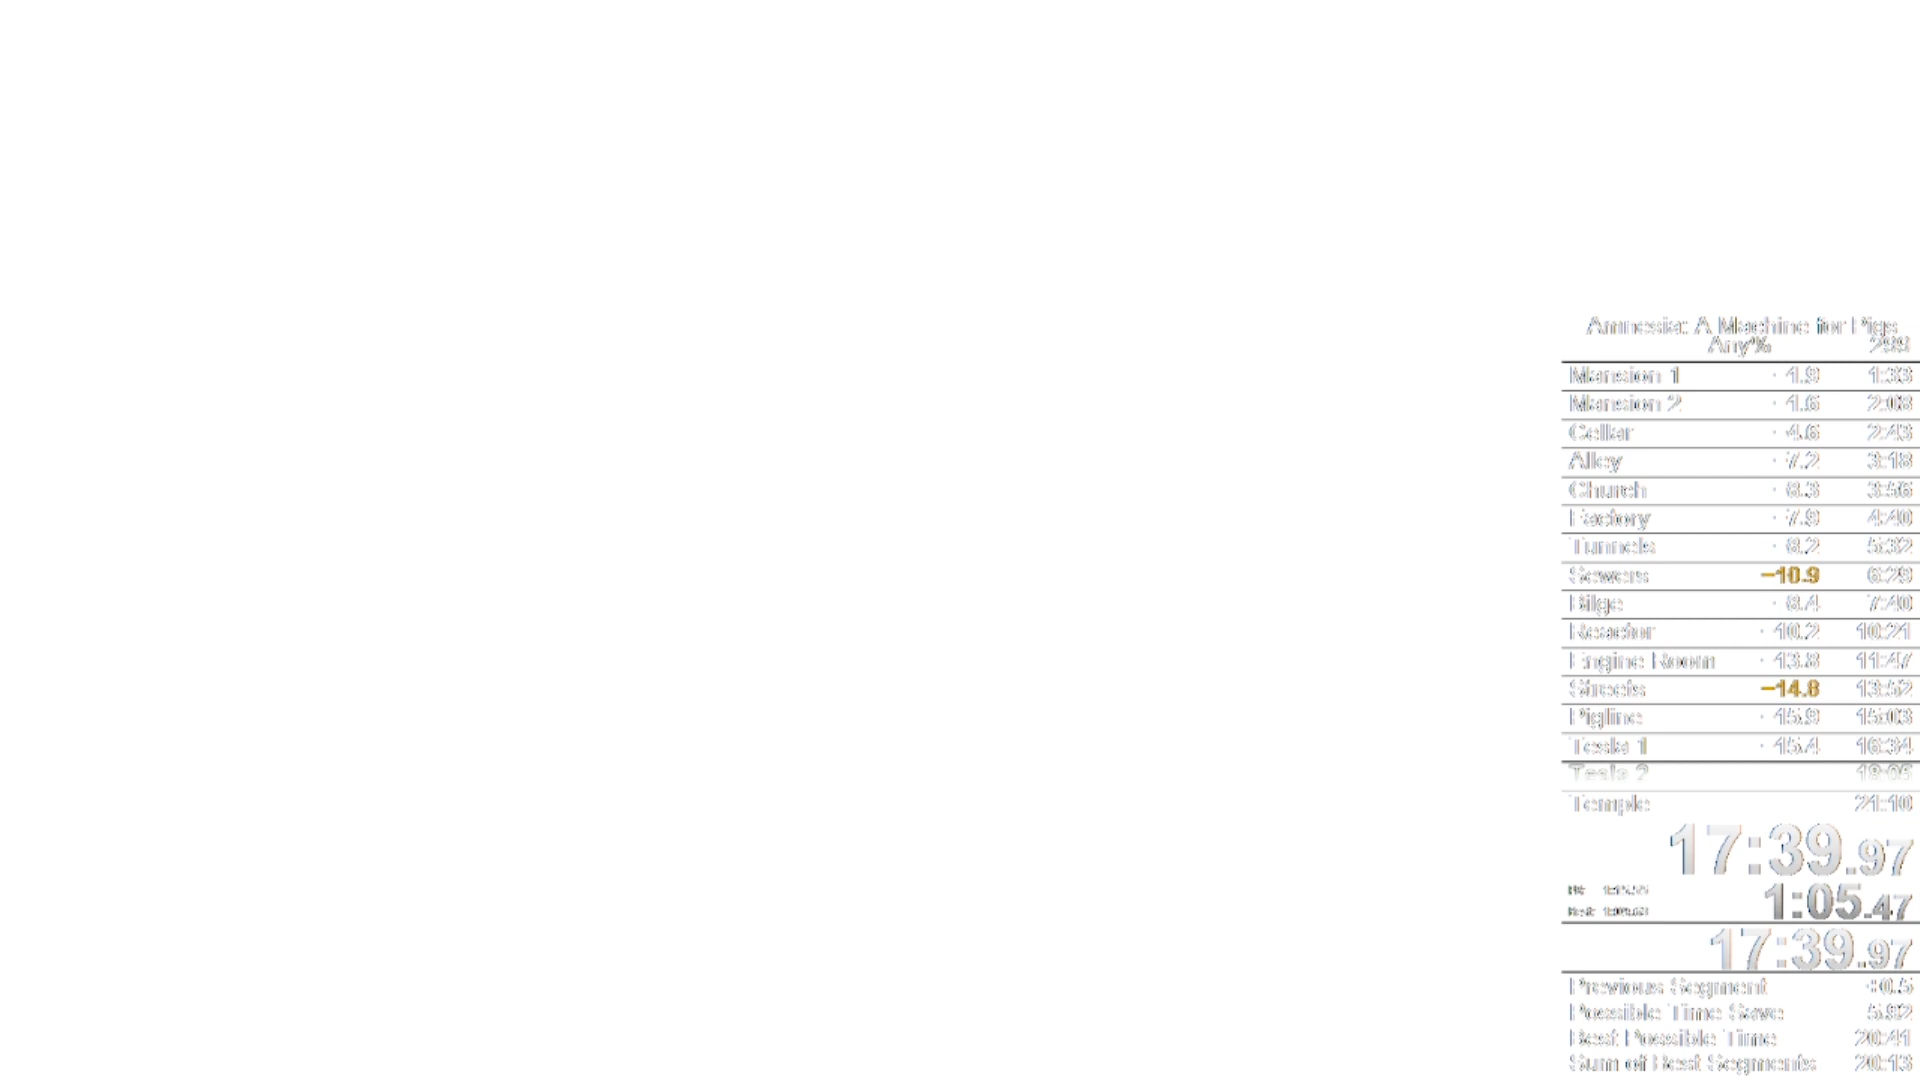 Amnesia: A Machine for Pigs
Any% 299
Mansion 1 -1.9 1:33
Mansion 2 -1.6 2:08
Cellar -4.6 2:43
Alley -7.2 3:18
Church -8.3 3:56
Factory -7.9 4:40
Tunnels -8.2 5:32
Sewers −10.9 6:29
Bilge -8.4 7:40
Reactor -10.2 10:21
Engine Room -13.8 11:47
Streets −14.8 13:52
Pigline -15.9 15:03
Tesla 1 -15.4 16:34
Tesla 2 18:05
Temple 21:10
17:39.97
1:05.47
17:39.97
Previous Segment +0.5
Possible Time Save 5.92
Best Possible Time 20:41
Sum of Best Segments 20:13